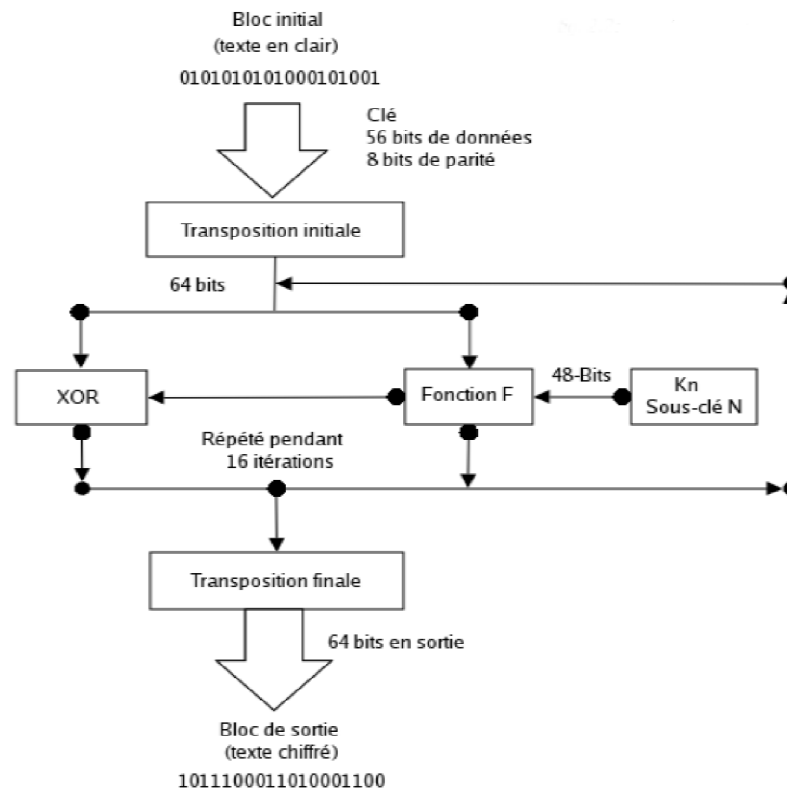 Bloc initial
(texte en clair)
0101010101000101001
Clé
56 bits de données
8 bits de parité
Transposition initiale
64 bits
XOR
Fonction F
48-Bits
Kn
Sous-clé N
Répété pendant
16 itérations
Transposition finale
64 bits en sortie
Bloc de sortie
(texte chiffré)
1011100011010001100